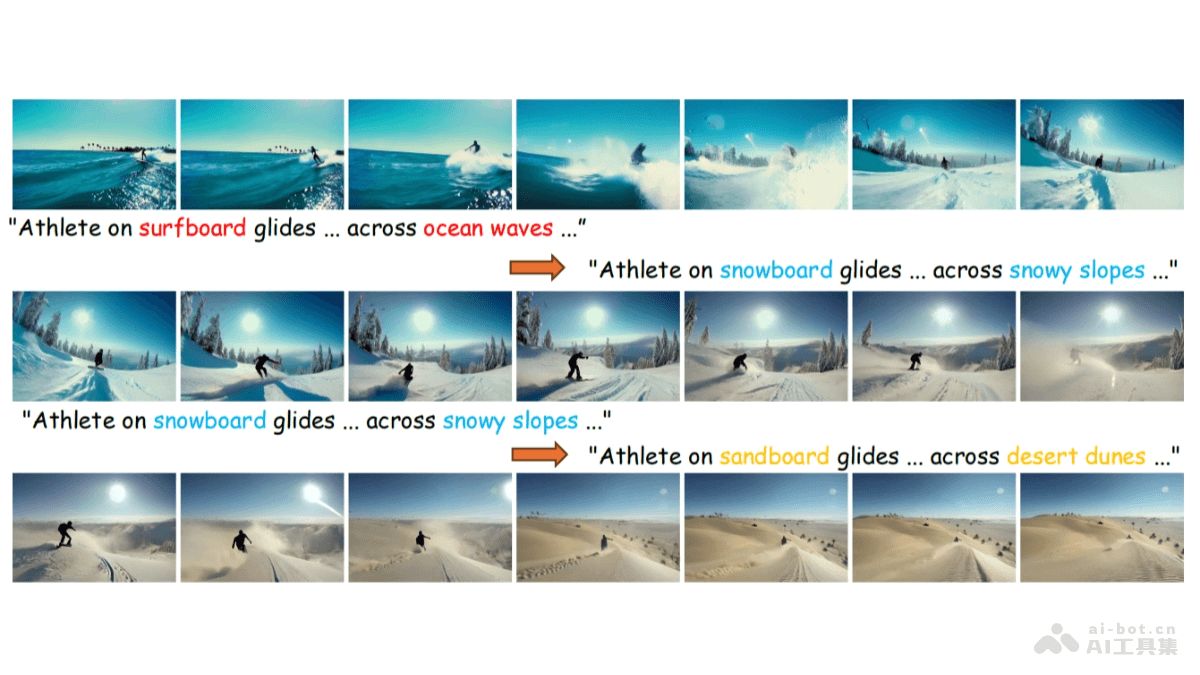 "Athlete on surfboard glides ... across ocean waves ..."
"Athlete on snowboard glides ... across snowy slopes ..."
"Athlete on snowboard glides ... across snowy slopes ..."
"Athlete on sandboard glides ... across desert dunes ..."
ai-bot.cn
AI工具集